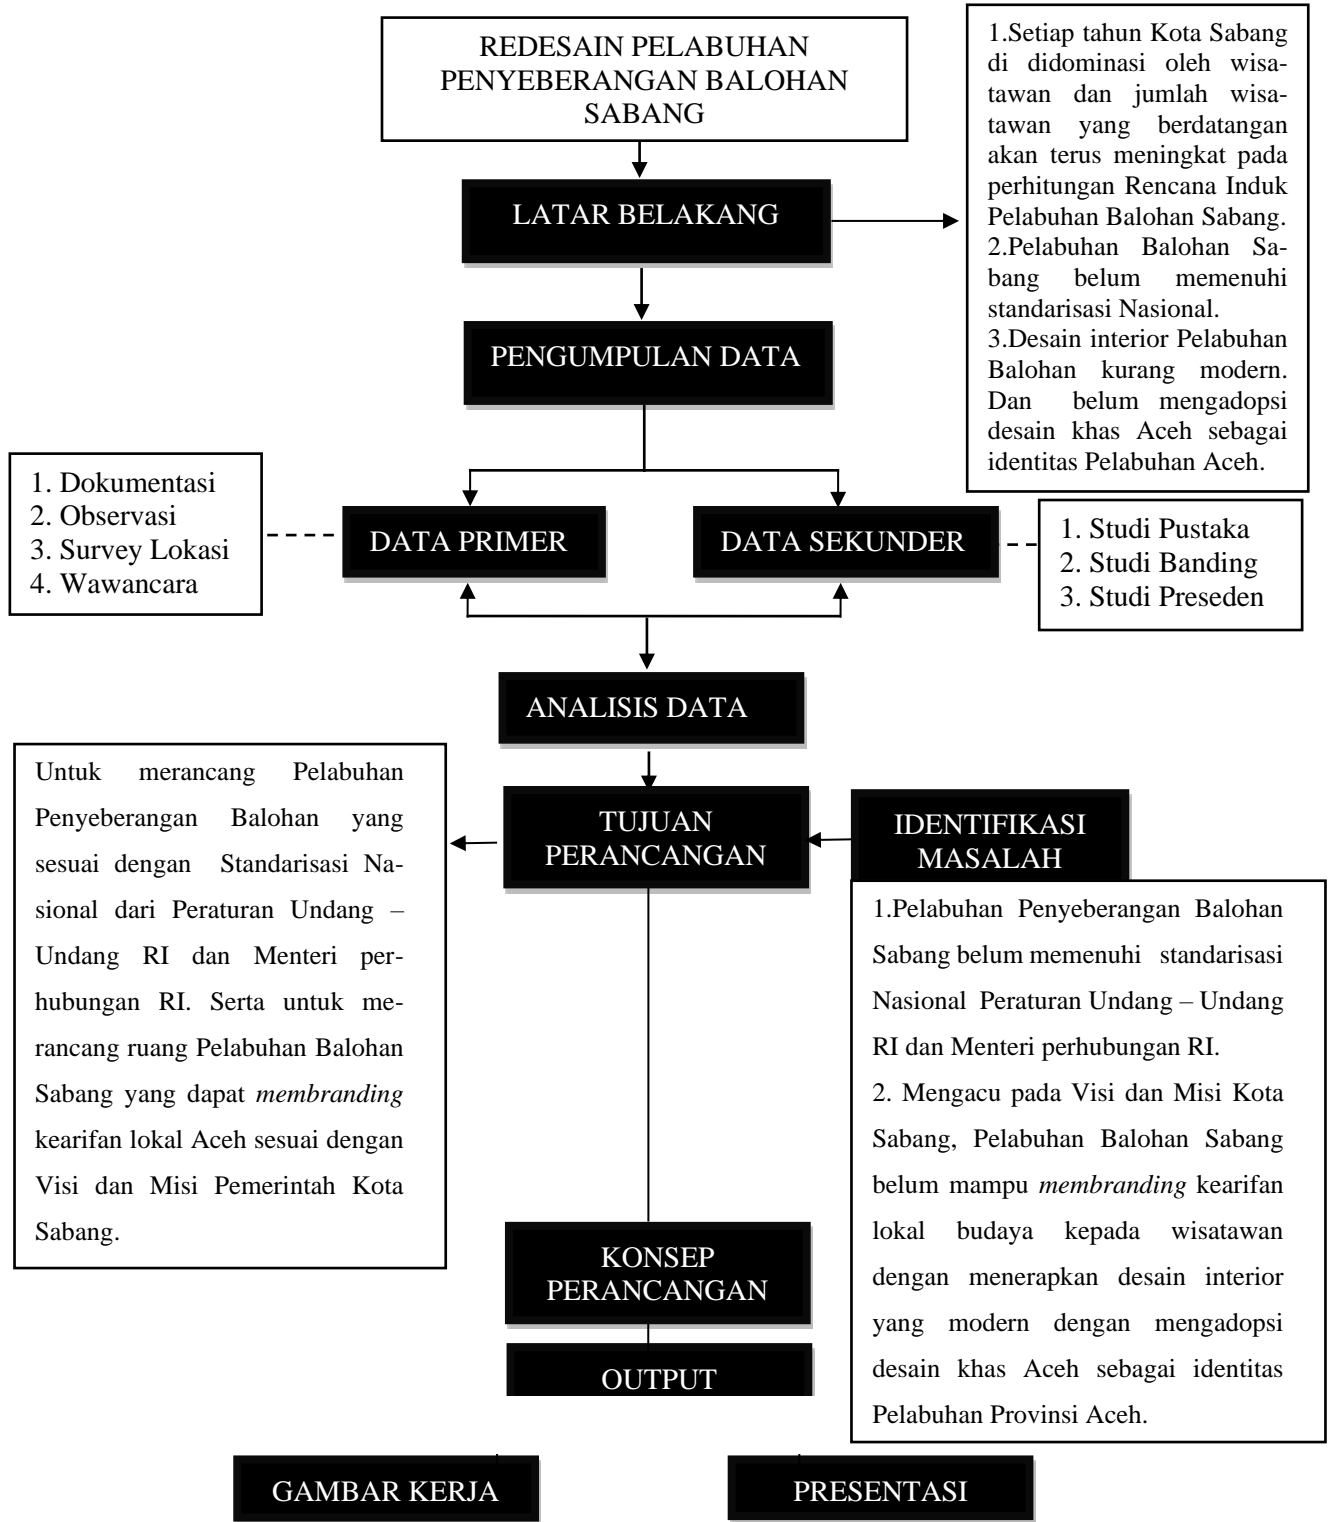 REDESAIN PELABUHAN
PENYEBERANGAN BALOHAN
SABANG
LATAR BELAKANG
1.Setiap tahun Kota Sabang
di didominasi oleh wisa-
tawan dan jumlah wisa-
tawan yang berdatangan
akan terus meningkat pada
perhitungan Rencana Induk
Pelabuhan Balohan Sabang.
2.Pelabuhan Balohan Sa-
bang belum memenuhi
standarisasi Nasional.
3.Desain interior Pelabuhan
Balohan kurang modern.
Dan belum mengadopsi
desain khas Aceh sebagai
identitas Pelabuhan Aceh.
PENGUMPULAN DATA
1. Dokumentasi
2. Observasi
3. Survey Lokasi
4. Wawancara
DATA PRIMER
DATA SEKUNDER
1. Studi Pustaka
2. Studi Banding
3. Studi Preseden
ANALISIS DATA
TUJUAN
PERANCANGAN
Untuk merancang Pelabuhan
Penyeberangan Balohan yang
sesuai dengan Standarisasi Na-
sional dari Peraturan Undang –
Undang RI dan Menteri per-
hubungan RI. Serta untuk me-
rancang ruang Pelabuhan Balohan
Sabang yang dapat membranding
kearifan lokal Aceh sesuai dengan
Visi dan Misi Pemerintah Kota
Sabang.
IDENTIFIKASI
MASALAH
1.Pelabuhan Penyeberangan Balohan
Sabang belum memenuhi standarisasi
Nasional Peraturan Undang – Undang
RI dan Menteri perhubungan RI.
2. Mengacu pada Visi dan Misi Kota
Sabang, Pelabuhan Balohan Sabang
belum mampu membranding kearifan
lokal budaya kepada wisatawan
dengan menerapkan desain interior
yang modern dengan mengadopsi
desain khas Aceh sebagai identitas
Pelabuhan Provinsi Aceh.
KONSEP
PERANCANGAN
OUTPUT
GAMBAR KERJA
PRESENTASI